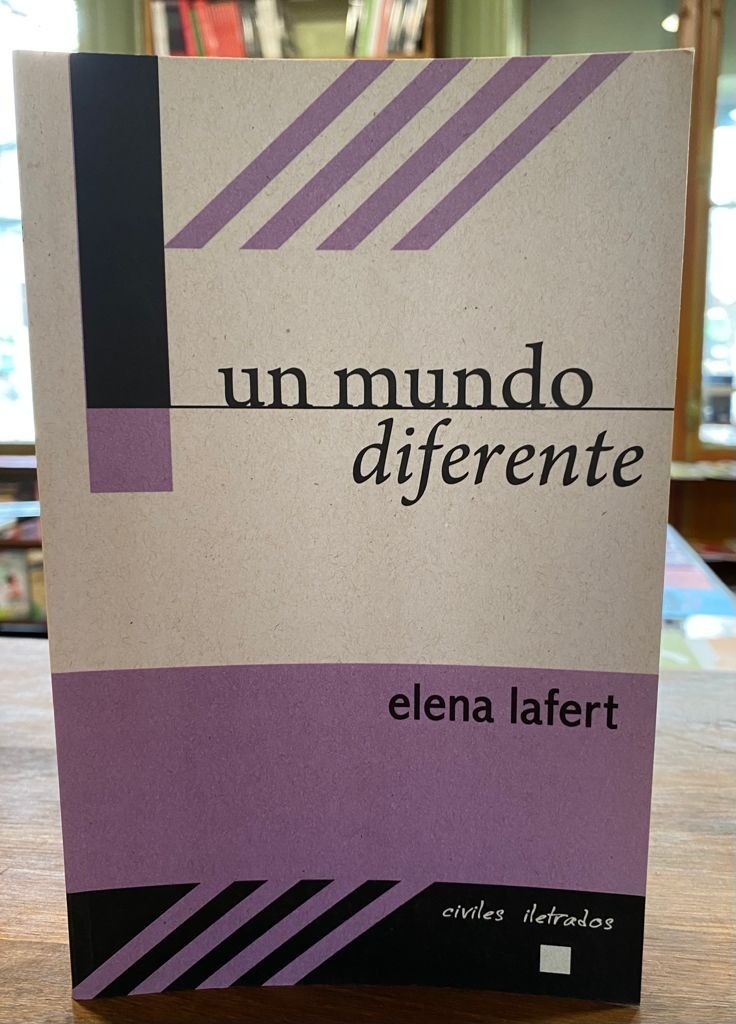 un mundo
diferente
elena lafert
civiles iletrados